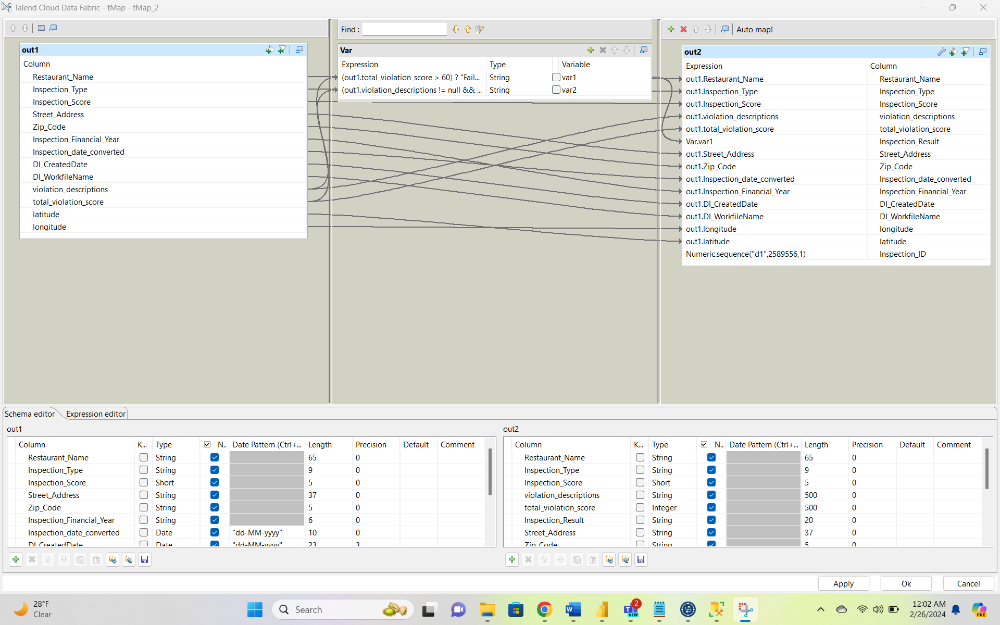 Talend Cloud Data Fabric - tMap - tMap_2
Find :
Auto map!
out1
Column
Restaurant_Name
Inspection_Type
Inspection_Score
Street_Address
Zip_Code
Inspection_Financial_Year
Inspection_date_converted
DI_CreatedDate
DI_WorkfileName
violation_descriptions
total_violation_score
latitude
longitude
Var
Expression Type Variable
(out1.total_violation_score > 60) ? "Fail... String var1
(out1.violation_descriptions != null && ... String var2
out2
Expression Column
out1.Restaurant_Name Restaurant_Name
out1.Inspection_Type Inspection_Type
out1.Inspection_Score Inspection_Score
out1.violation_descriptions violation_descriptions
out1.total_violation_score total_violation_score
Var.var1 Inspection_Result
out1.Street_Address Street_Address
out1.Zip_Code Zip_Code
out1.Inspection_date_converted Inspection_date_converted
out1.Inspection_Financial_Year Inspection_Financial_Year
out1.DI_CreatedDate DI_CreatedDate
out1.DI_WorkfileName DI_WorkfileName
out1.longitude longitude
out1.latitude latitude
Numeric.sequence("d1",2589556,1) Inspection_ID
Schema editor Expression editor
out1
Column K... Type N.. Date Pattern (Ctrl+... Length Precision Default Comment
Restaurant_Name String 65 0
Inspection_Type String 9 0
Inspection_Score Short 5 0
Street_Address String 37 0
Zip_Code String 5 0
Inspection_Financial_Year String 6 0
Inspection_date_converted Date "dd-MM-yyyy" 10 0
DI_CreatedDate Date "dd-MM-yyyy" 23 3
out2
Column K... Type N.. Date Pattern (Ctrl+... Length Precision Default Comment
Restaurant_Name String 65 0
Inspection_Type String 9 0
Inspection_Score Short 5 0
violation_descriptions String 500 0
total_violation_score Integer 500 0
Inspection_Result String 20 0
Street_Address String 37 0
Zip_Code String 5 0
Apply Ok Cancel
28°F
Clear
Search
2
NEW
12:02 AM
2/26/2024
PRE